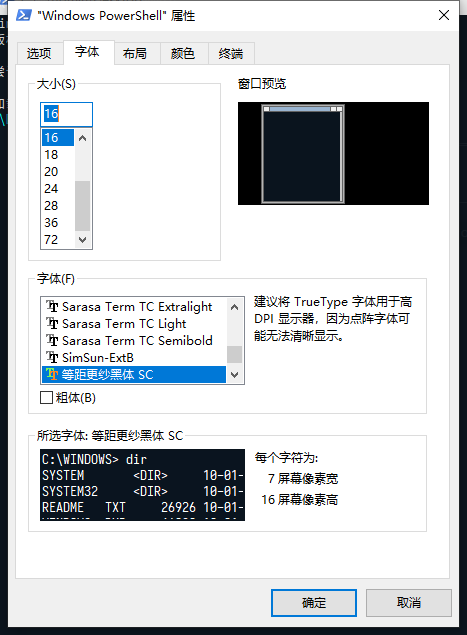 "Windows PowerShell" 属性
选项 字体 布局 颜色 终端
大小(S)
16
16
18
20
24
28
36
72
窗口预览
字体(F)
Sarasa Term TC Extralight
Sarasa Term TC Light
Sarasa Term TC Semibold
SimSun-ExtB
等距更纱黑体 SC
粗体(B)
建议将 TrueType 字体用于高
DPI 显示器，因为点阵字体可
能无法清晰显示。
所选字体: 等距更纱黑体 SC
C:\WINDOWS> dir
SYSTEM <DIR> 10-01-
SYSTEM32 <DIR> 10-01-
README TXT 26926 10-01-
每个字符为:
7 屏幕像素宽
16 屏幕像素高
确定 取消